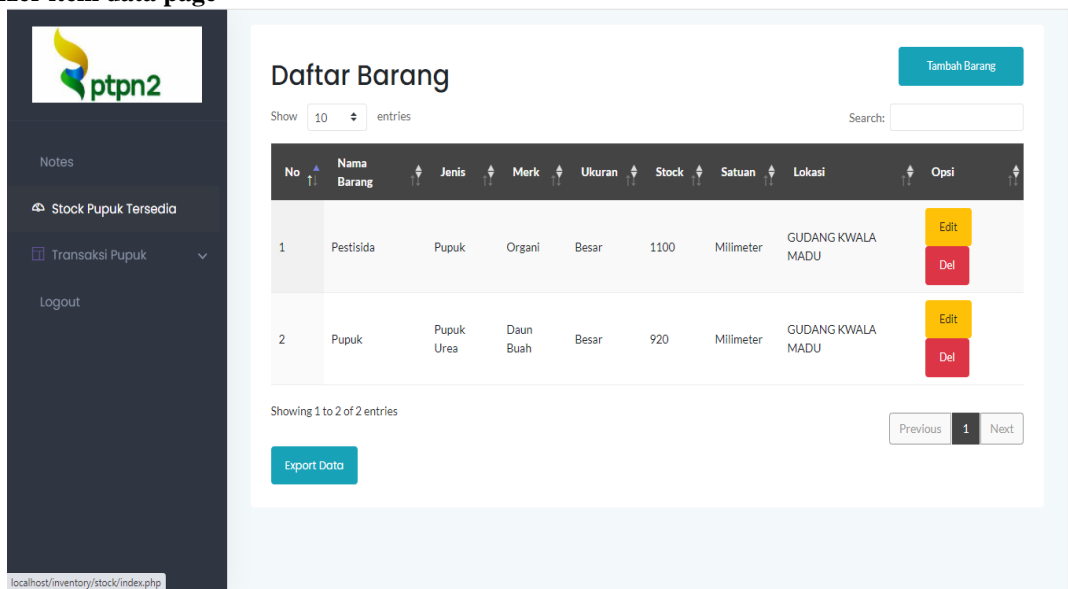 item data page
ptpn2
Notes
Stock Pupuk Tersedia
Transaksi Pupuk
Logout
Daftar Barang
Tambah Barang
Show 10 entries
Search:
No Nama Barang Jenis Merk Ukuran Stock Satuan Lokasi Opsi
1 Pestisida Pupuk Organi Besar 1100 Milimeter GUDANG KWALA MADU Edit Del
2 Pupuk Pupuk Urea Daun Buah Besar 920 Milimeter GUDANG KWALA MADU Edit Del
Showing 1 to 2 of 2 entries
Previous 1 Next
Export Data
localhost/inventory/stock/index.php